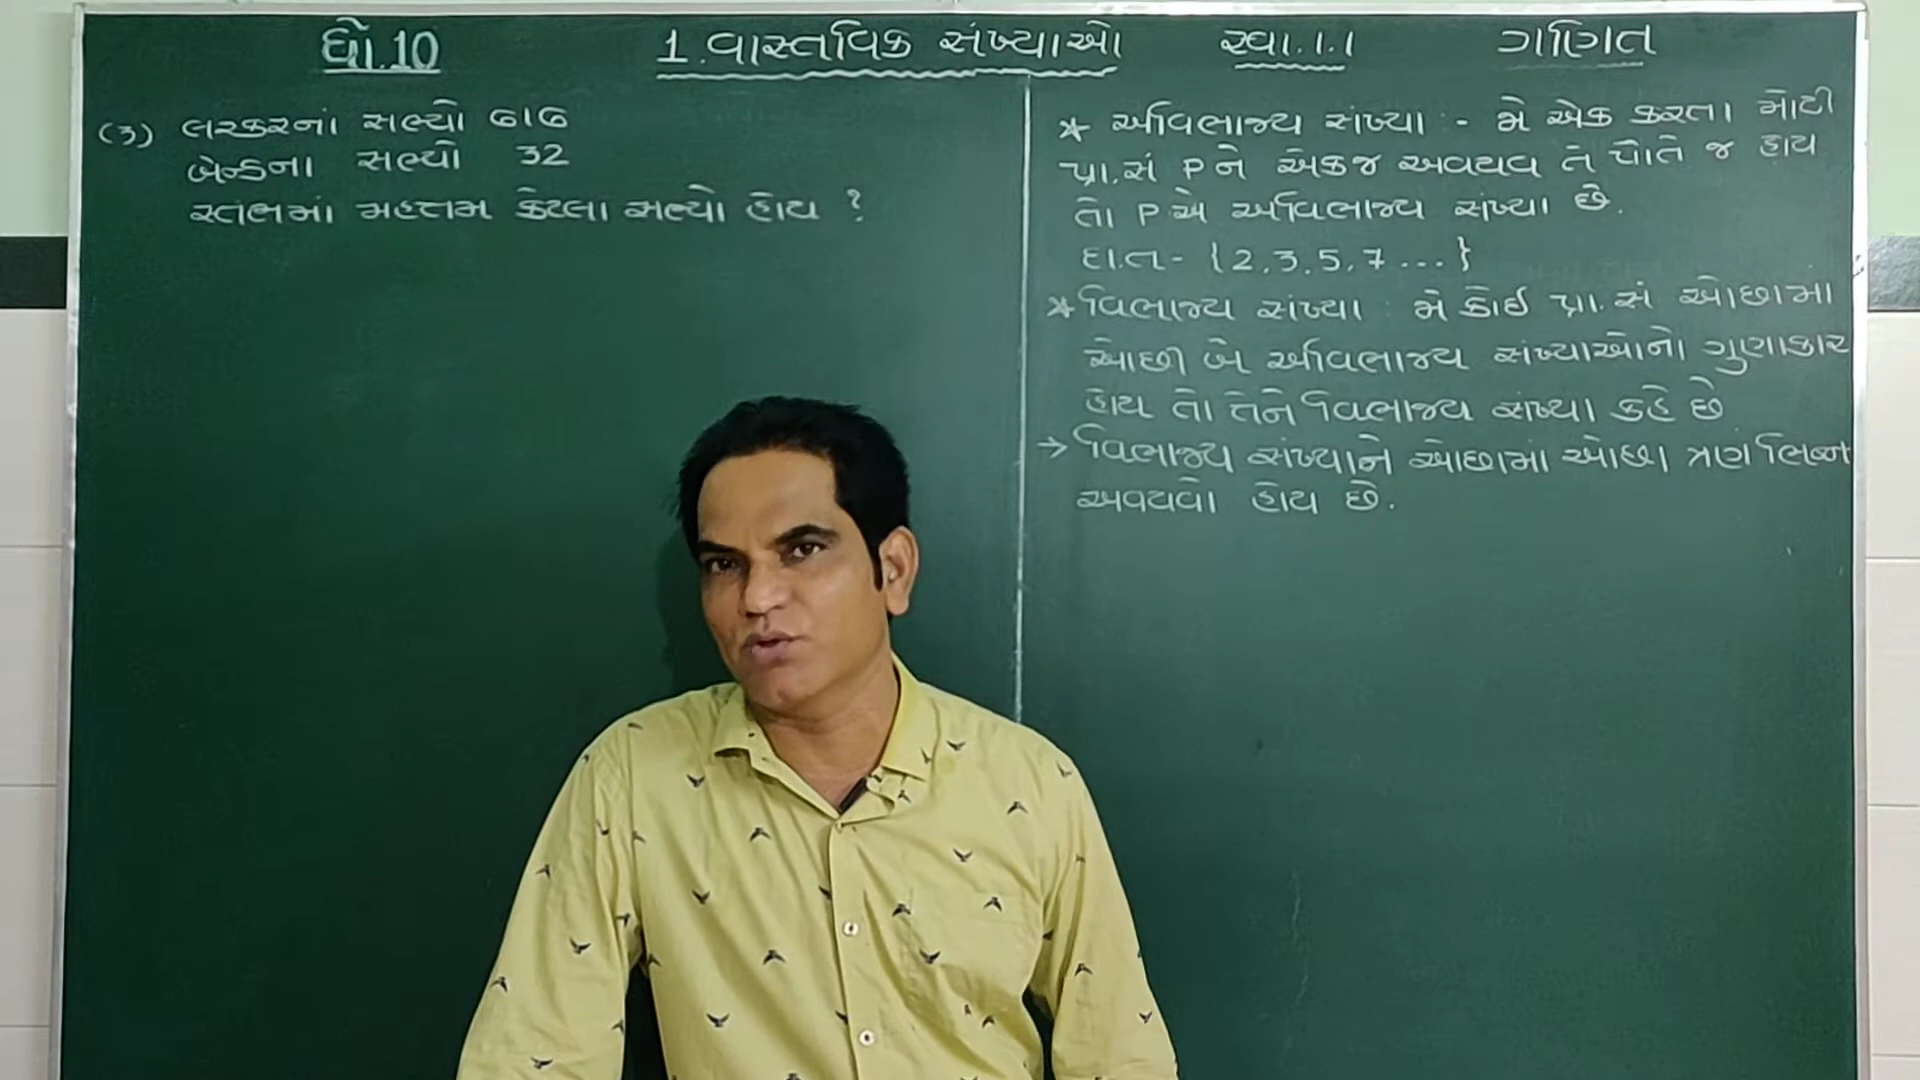 ધો.10 1.વાસ્તવિક સંખ્યાઓ સ્વા.1.1 ગણિત
(3) લશ્કરનાં સભ્યો ૬૧૬
બેન્ડના સભ્યો 32
સ્તંભમાં મહત્તમ કેટલા સભ્યો હોય ?
* અવિભાજ્ય સંખ્યા :- જો એક કરતા મોટી
પ્રા.સં P ને એકજ અવયવ તે પોતે જ હોય
તો P એ અવિભાજ્ય સંખ્યા છે.
દા.ત- {2,3,5,7...}
* વિભાજ્ય સંખ્યા : જો કોઈ પ્રા.સં ઓછામાં
ઓછી બે અવિભાજ્ય સંખ્યાઓનો ગુણાકાર
હોય તો તેને વિભાજ્ય સંખ્યા કહે છે
→ વિભાજ્ય સંખ્યાને ઓછામાં ઓછા ત્રણ ભિન્ન
અવયવો હોય છે.